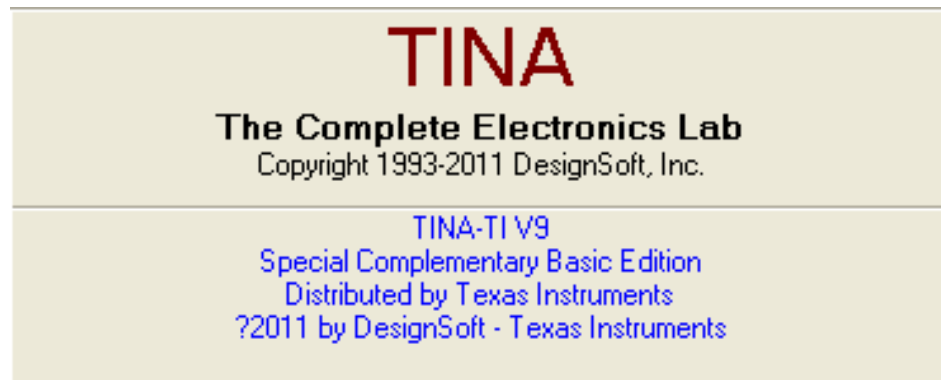 TINA
The Complete Electronics Lab
Copyright 1993-2011 DesignSoft, Inc.
TINA-TI V9
Special Complementary Basic Edition
Distributed by Texas Instruments
?2011 by DesignSoft - Texas Instruments